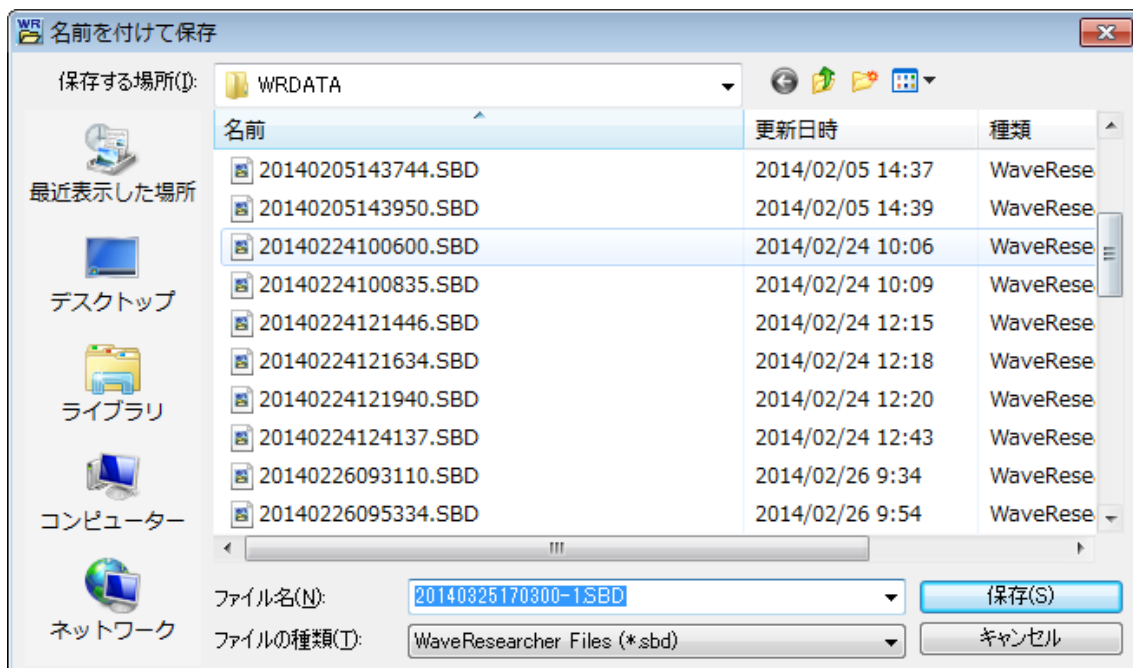 WR 名前を付けて保存
保存する場所(I): WRDATA
名前 更新日時 種類
20140205143744.SBD 2014/02/05 14:37 WaveRese
20140205143950.SBD 2014/02/05 14:39 WaveRese
20140224100600.SBD 2014/02/24 10:06 WaveRese
20140224100835.SBD 2014/02/24 10:09 WaveRese
20140224121446.SBD 2014/02/24 12:15 WaveRese
20140224121634.SBD 2014/02/24 12:18 WaveRese
20140224121940.SBD 2014/02/24 12:20 WaveRese
20140224124137.SBD 2014/02/24 12:43 WaveRese
20140226093110.SBD 2014/02/26 9:34 WaveRese
20140226095334.SBD 2014/02/26 9:54 WaveRese
最近表示した場所
デスクトップ
ライブラリ
コンピューター
ネットワーク
ファイル名(N): 20140325170300-1.SBD 保存(S)
ファイルの種類(T): WaveResearcher Files (*.sbd) キャンセル